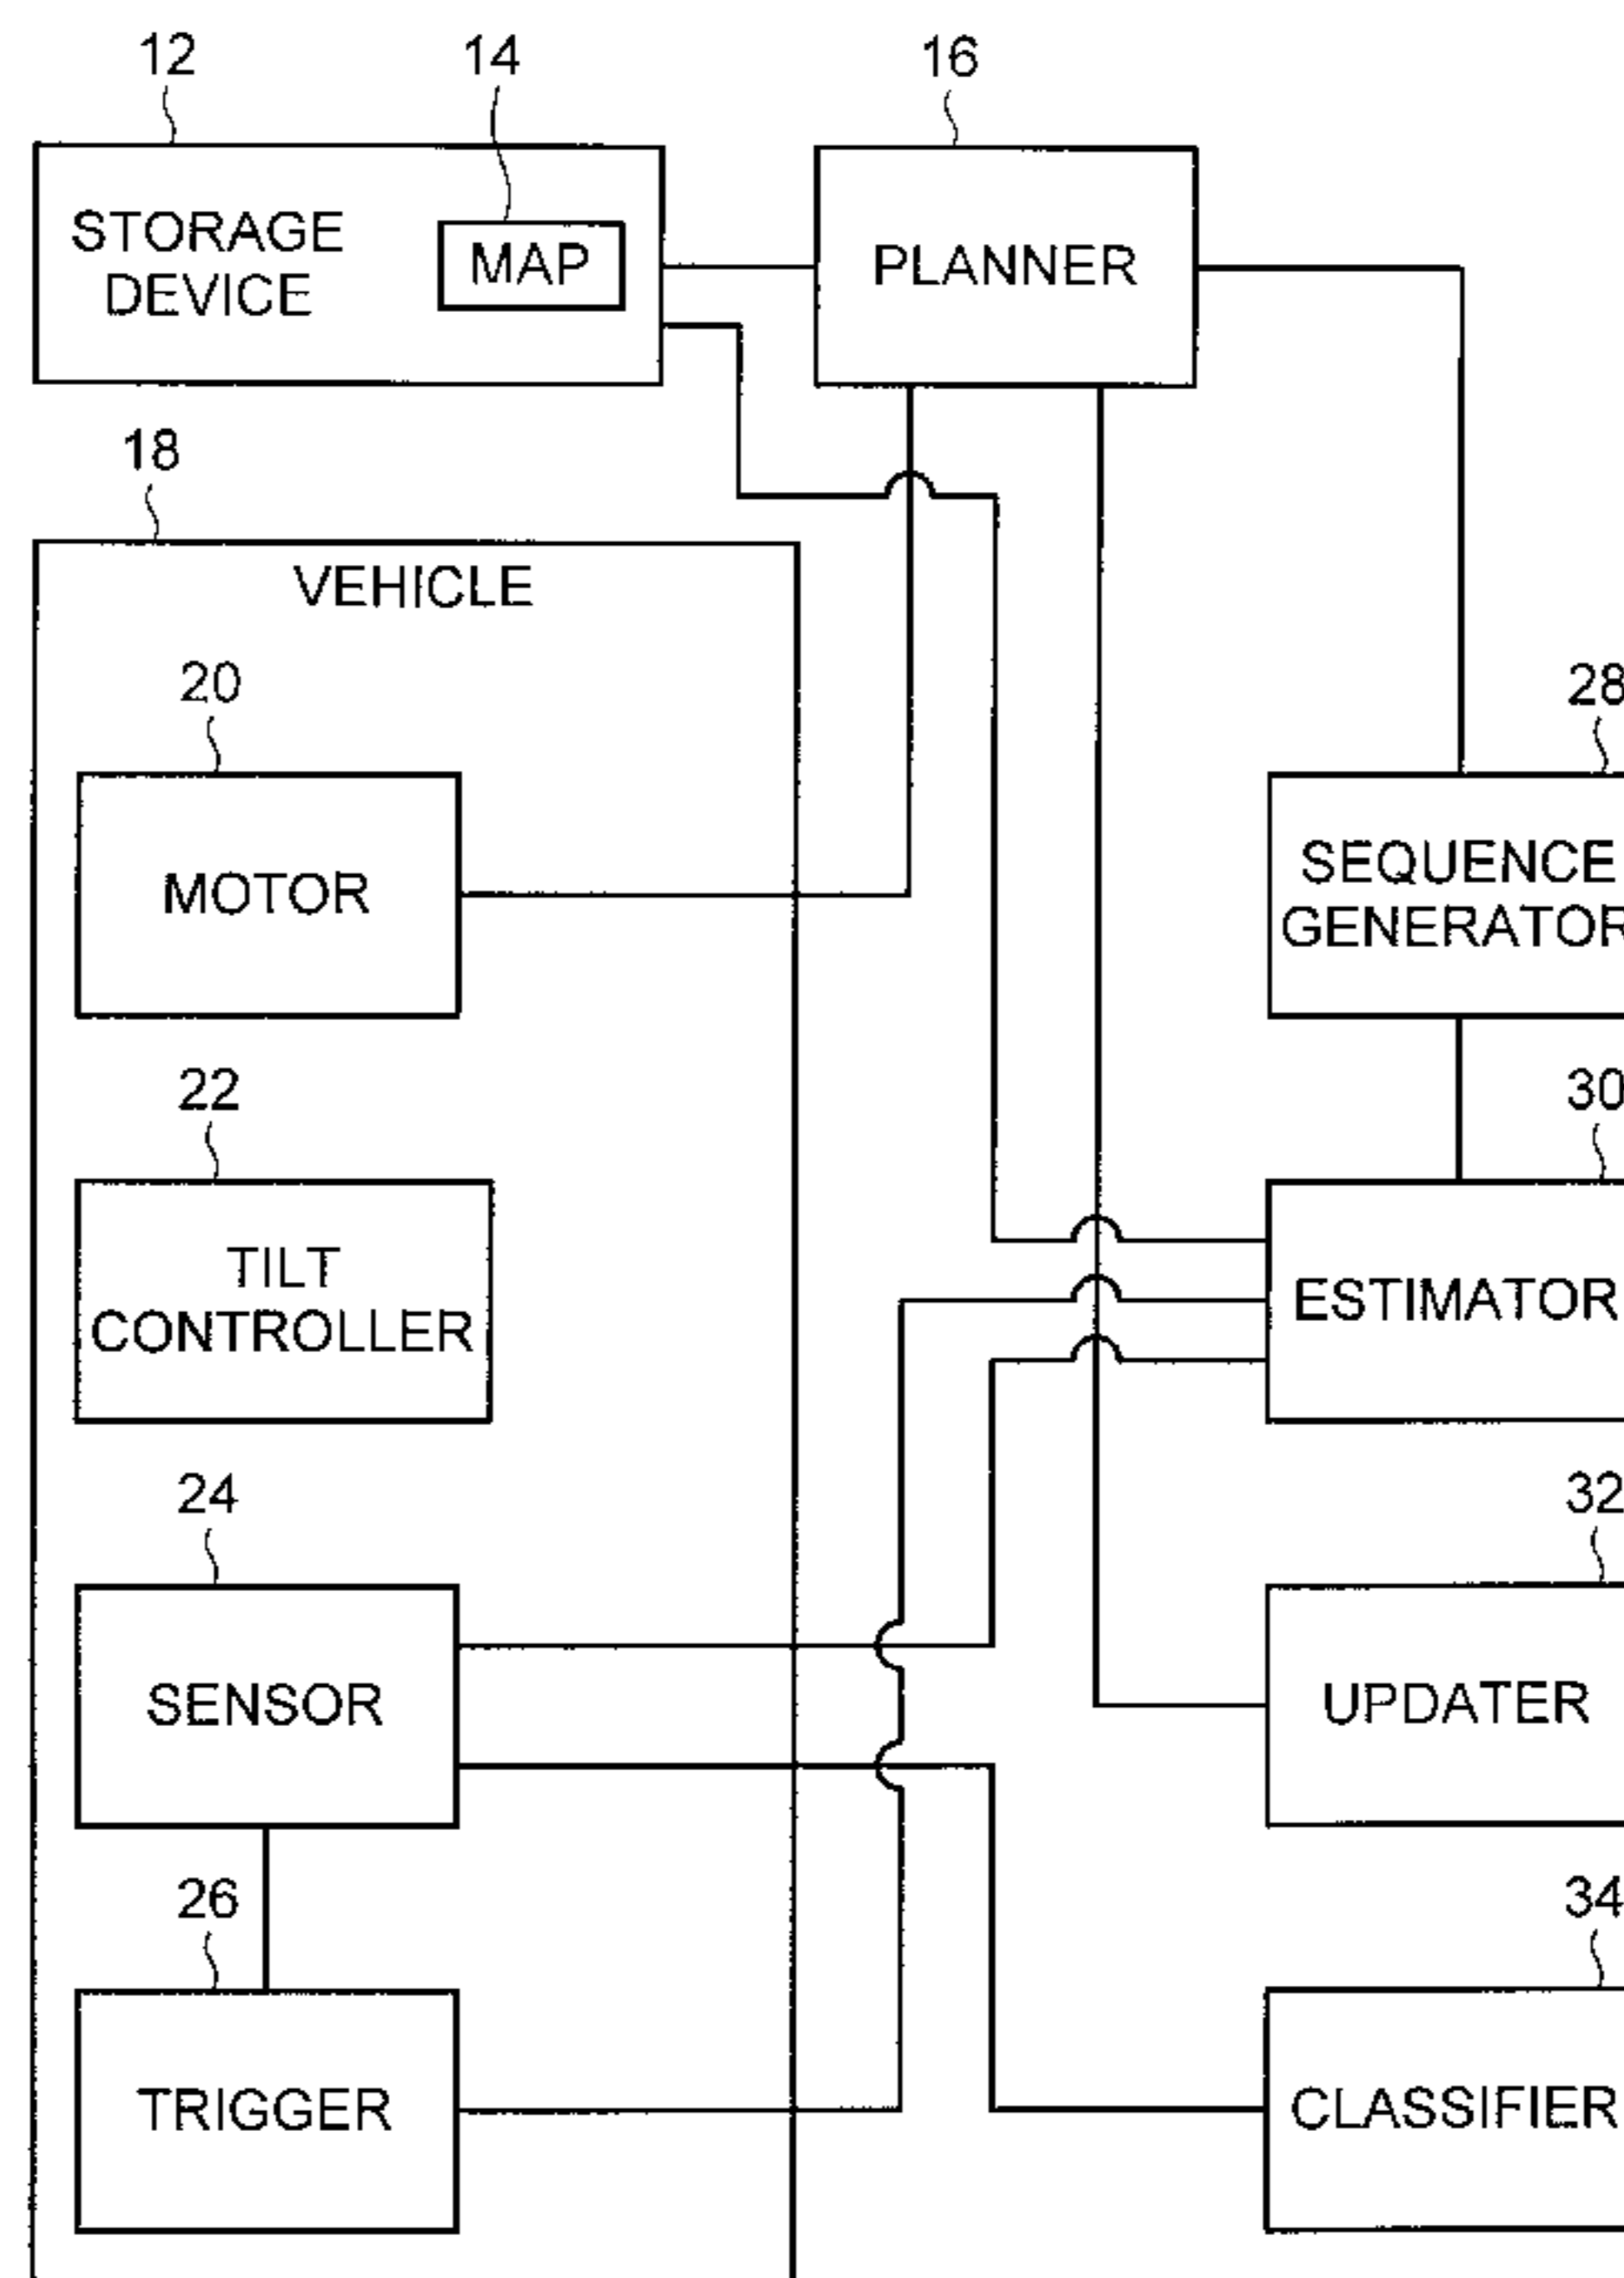 12
14
16
STORAGE
DEVICE
MAP
PLANNER
18
VEHICLE
20
MOTOR
28
SEQUENCE
GENERATOR
22
TILT
CONTROLLER
30
ESTIMATOR
24
SENSOR
32
UPDATER
26
TRIGGER
34
CLASSIFIER